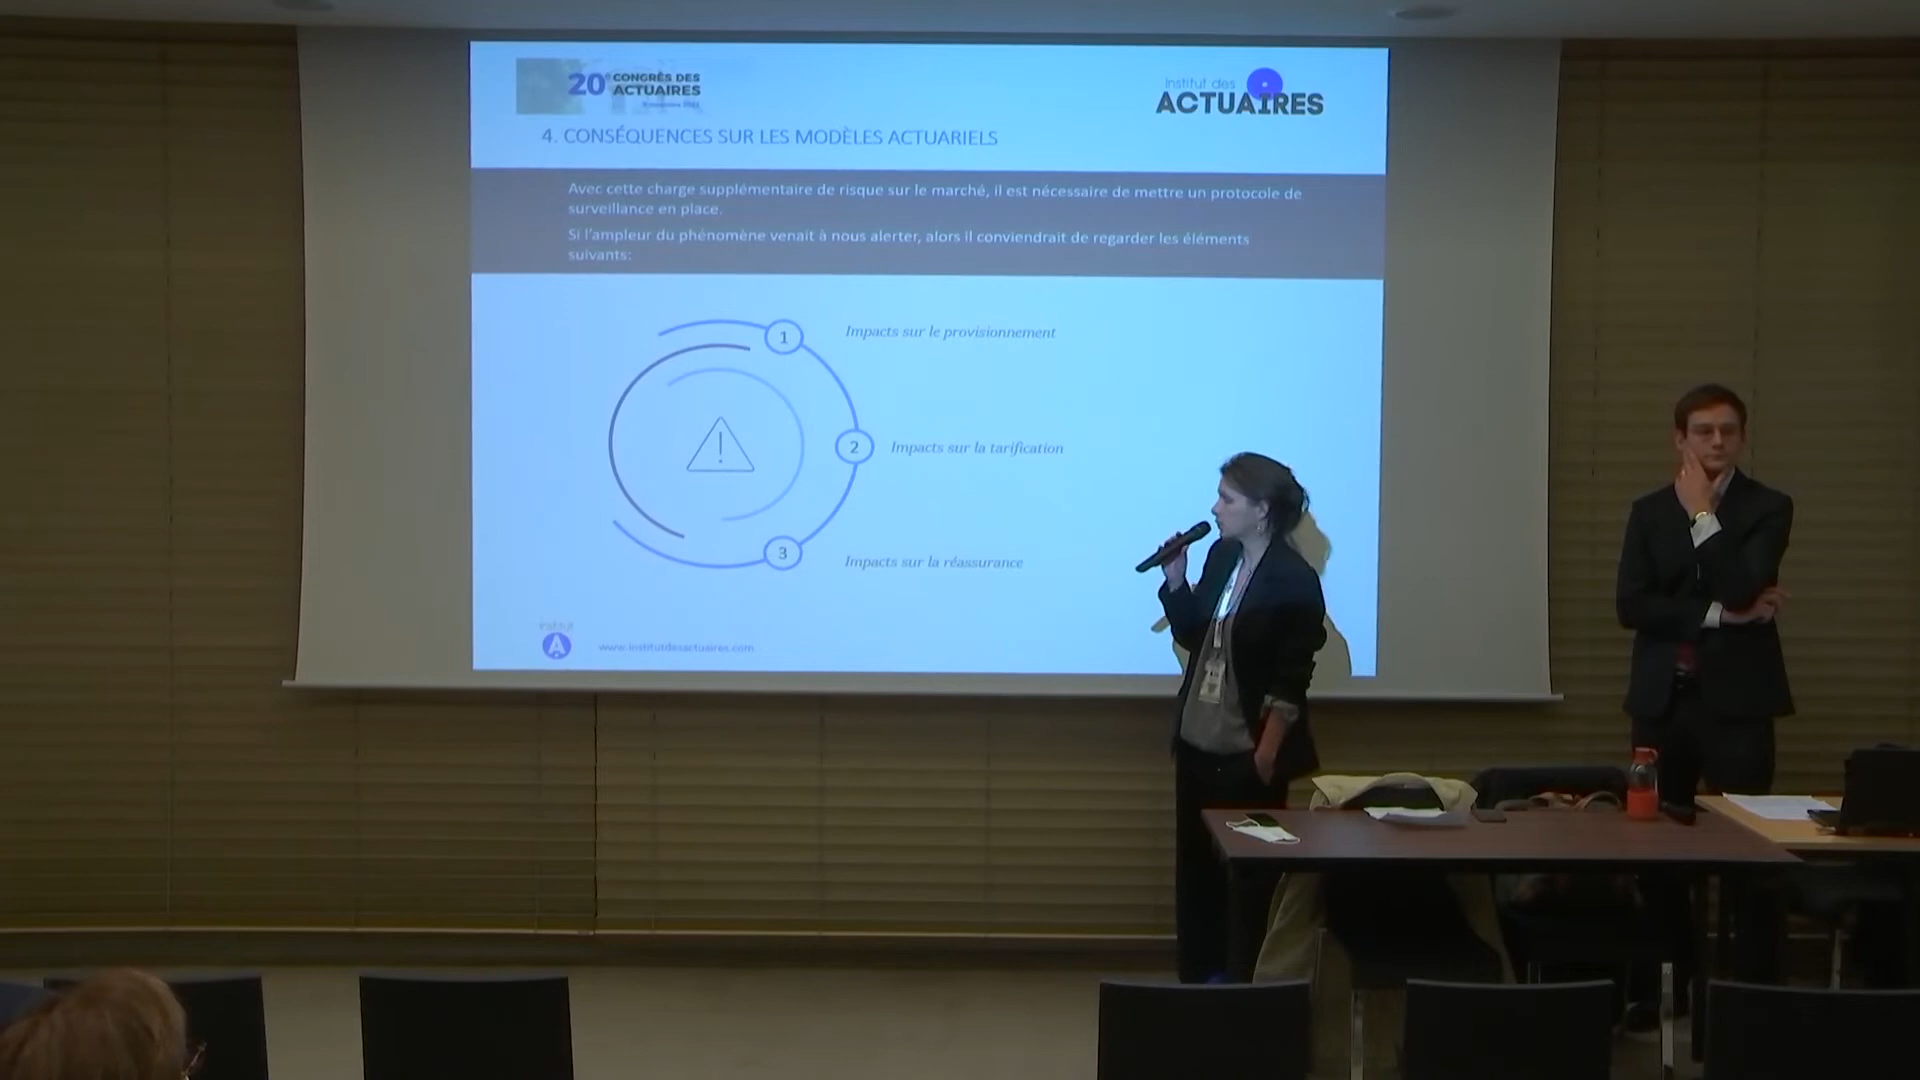 20e CONGRÈS DES
ACTUAIRES
Institut des
ACTUAIRES
4. CONSÉQUENCES SUR LES MODÈLES ACTUARIELS
Avec cette charge supplémentaire de risque sur le marché, il est nécessaire de mettre un protocole de
surveillance en place.
Si l'ampleur du phénomène venait à nous alerter, alors il conviendrait de regarder les éléments
suivants:
1 Impacts sur le provisionnement
2 Impacts sur la tarification
3 Impacts sur la réassurance
Institut
A
www.institutdesactuaires.com